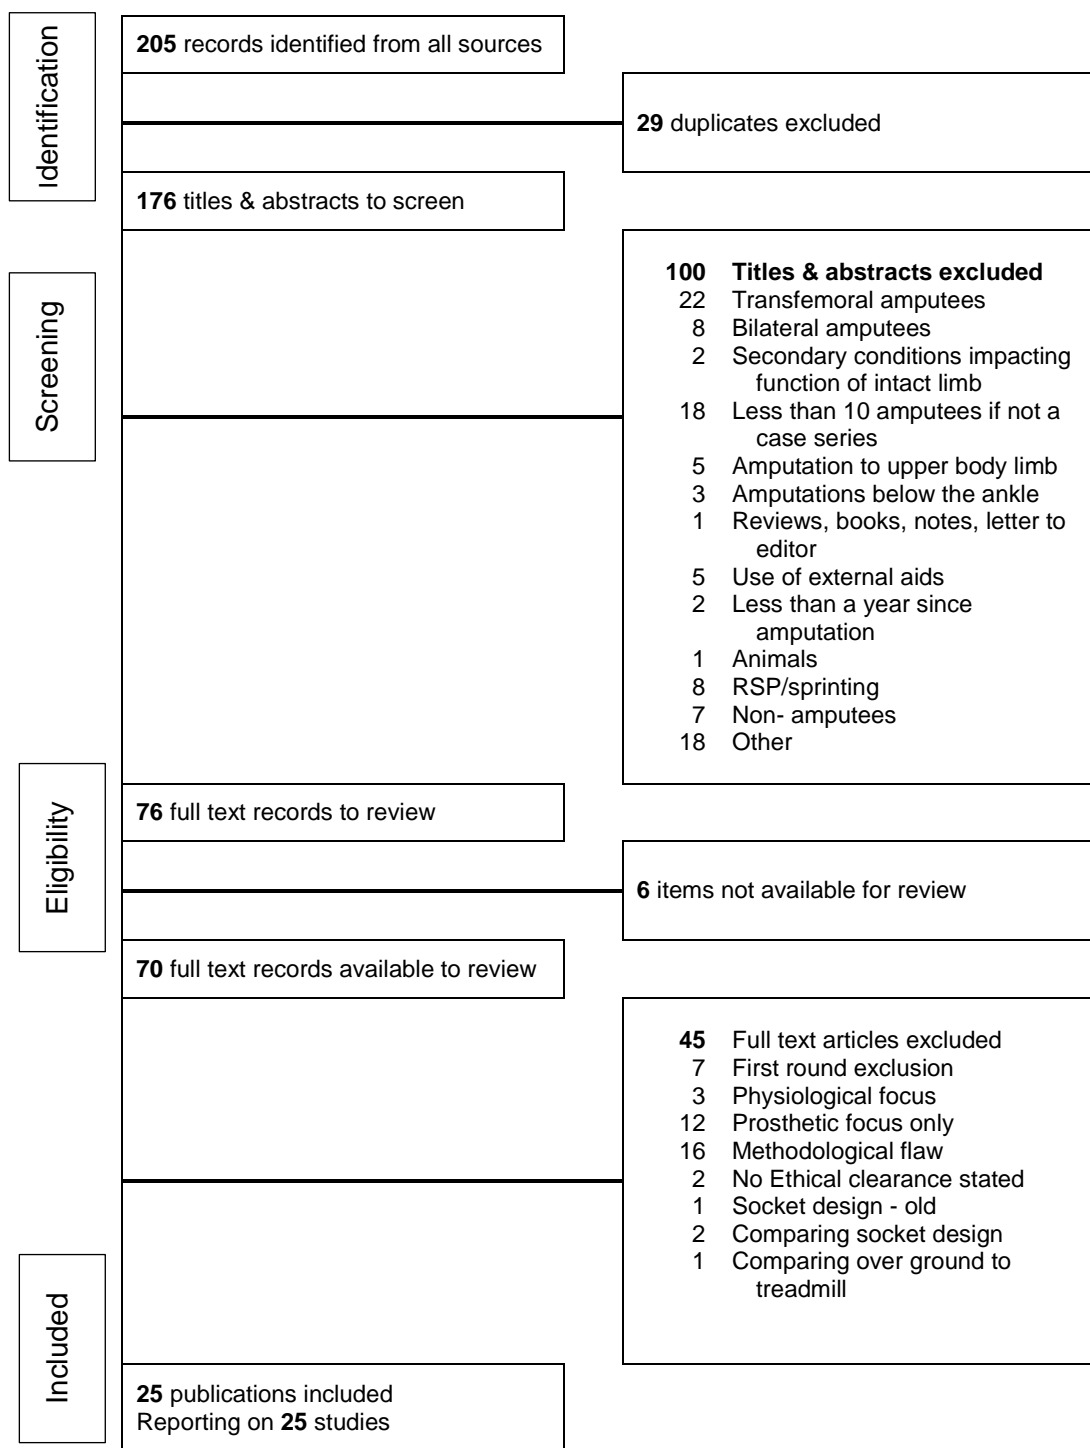 Identification
205 records identified from all sources
29 duplicates excluded
176 titles & abstracts to screen
Screening
100 Titles & abstracts excluded
22 Transfemoral amputees
8 Bilateral amputees
2 Secondary conditions impacting
function of intact limb
18 Less than 10 amputees if not a
case series
5 Amputation to upper body limb
3 Amputations below the ankle
1 Reviews, books, notes, letter to
editor
5 Use of external aids
2 Less than a year since
amputation
1 Animals
8 RSP/sprinting
7 Non- amputees
18 Other
Eligibility
76 full text records to review
6 items not available for review
70 full text records available to review
45 Full text articles excluded
7 First round exclusion
3 Physiological focus
12 Prosthetic focus only
16 Methodological flaw
2 No Ethical clearance stated
1 Socket design - old
2 Comparing socket design
1 Comparing over ground to
treadmill
Included
25 publications included
Reporting on 25 studies